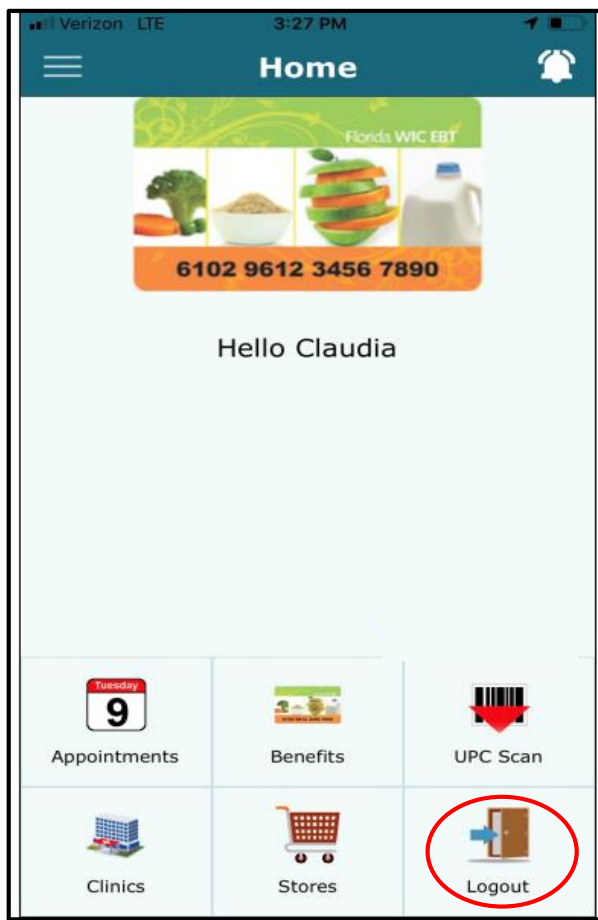 Verizon LTE 3:27 PM
Home
Florida WIC EBT
6102 9612 3456 7890
Hello Claudia
Tuesday
9
Appointments Benefits UPC Scan
Clinics Stores Logout